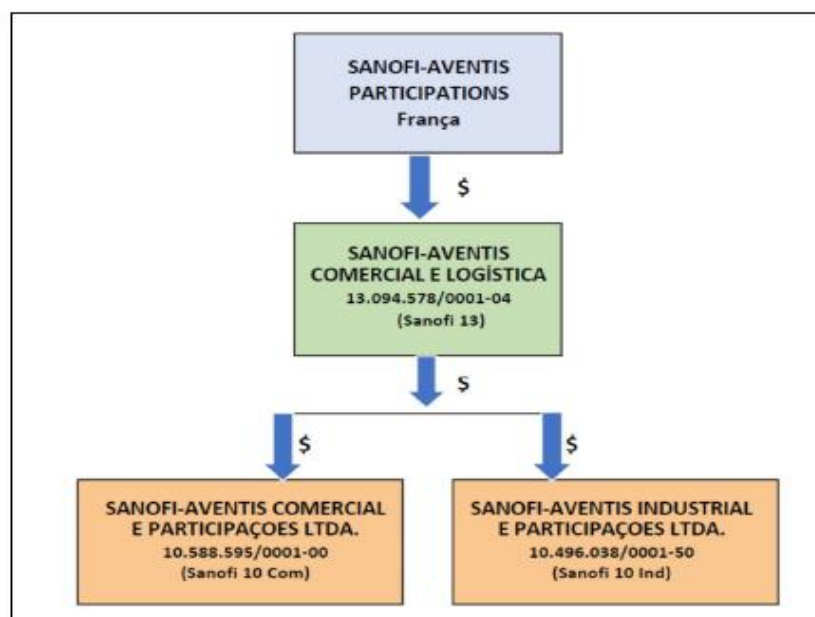 SANOFI-AVENTIS
PARTICIPATIONS
França
$
SANOFI-AVENTIS
COMERCIAL E LOGÍSTICA
13.094.578/0001-04
(Sanofi 13)
$
$
$
SANOFI-AVENTIS COMERCIAL
E PARTICIPAÇOES LTDA.
10.588.595/0001-00
(Sanofi 10 Com)
SANOFI-AVENTIS INDUSTRIAL
E PARTICIPAÇOES LTDA.
10.496.038/0001-50
(Sanofi 10 Ind)